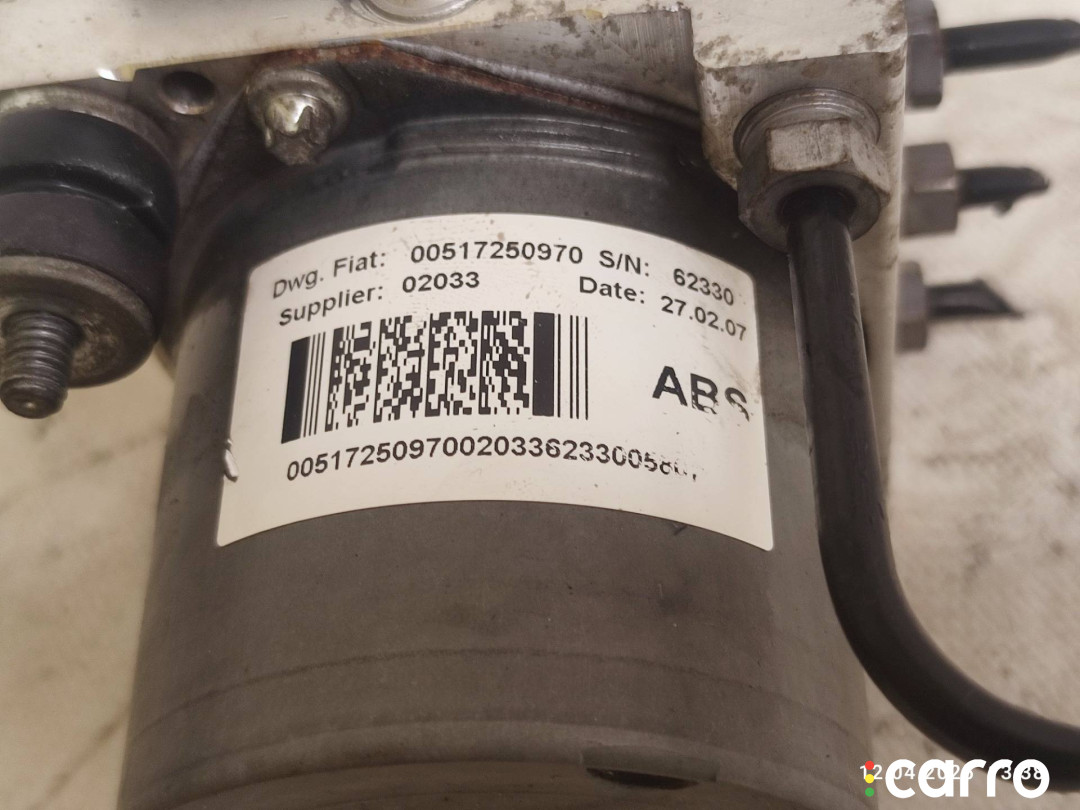 Dwg. Fiat: 00517250970 S/N: 62330
Supplier: 02033 Date: 27.02.07
ABS
carro